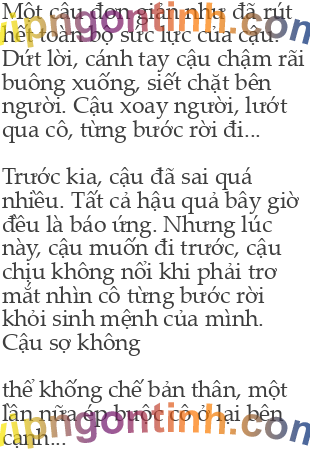 Một câu đơn giản như đã rút
hết toàn bộ sức lực của cậu.
Dứt lời, cánh tay cậu chậm rãi
buông xuống, siết chặt bên
người. Cậu xoay người, lướt
qua cô, từng bước rời đi...
Trước kia, cậu đã sai quá
nhiều. Tất cả hậu quả bây giờ
đều là báo ứng. Nhưng lúc
này, cậu muốn đi trước, cậu
chịu không nổi khi phải trơ
mắt nhìn cô từng bước rời
khỏi sinh mệnh của mình.
Cậu sợ không
thể khống chế bản thân, một
lần nữa ép buộc cô ở lại bên
cạnh...
vipngontinh.com
vipngontinh.com